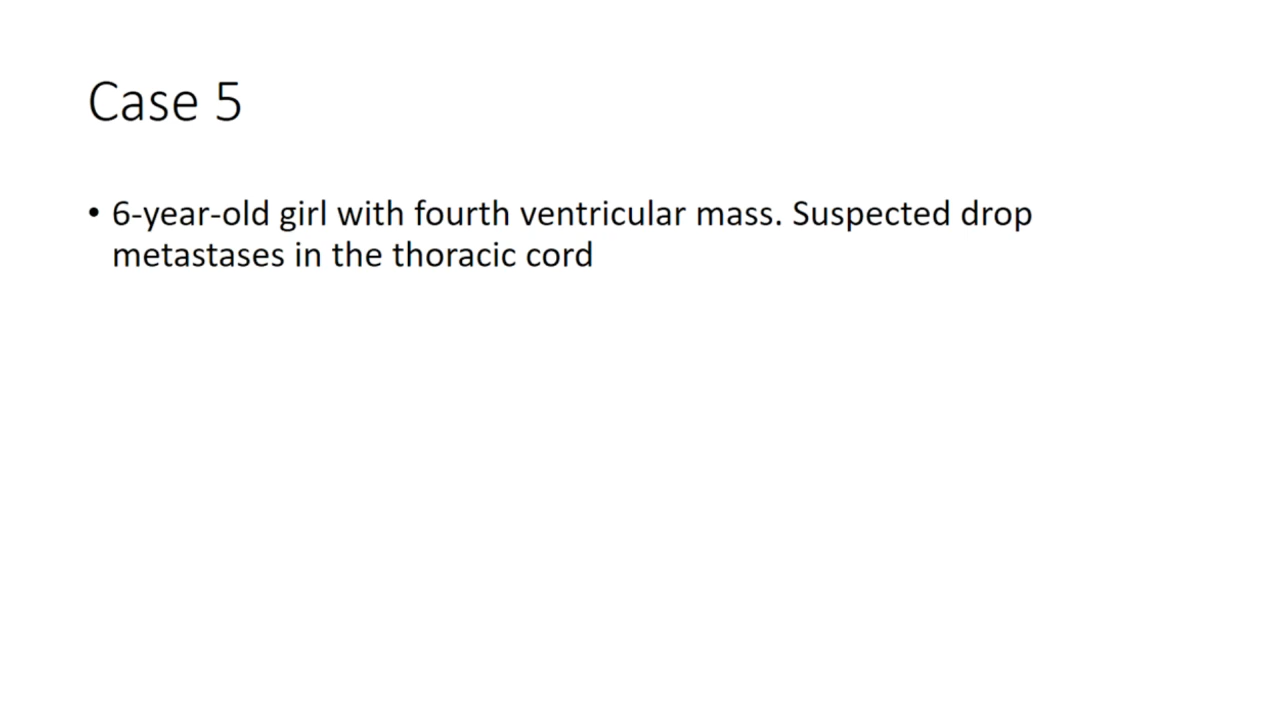 Case 5
• 6-year-old girl with fourth ventricular mass. Suspected drop
metastases in the thoracic cord